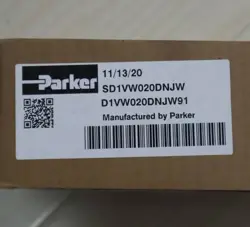 Parker
11/13/20
SD1VW020DNJW
D1VW020DNJW91
Manufactured by Parker